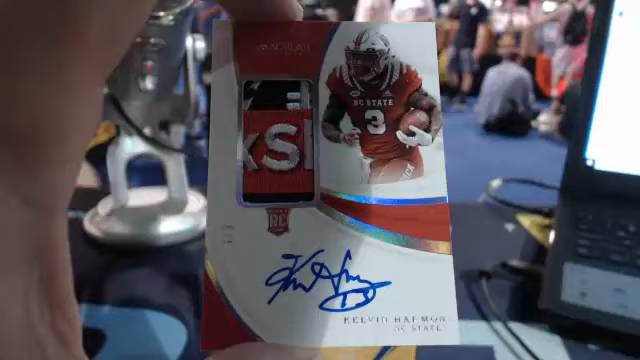 IMMACULATE
NC STATE
3
kS
RC
KELVIN HARMON
NC STATE